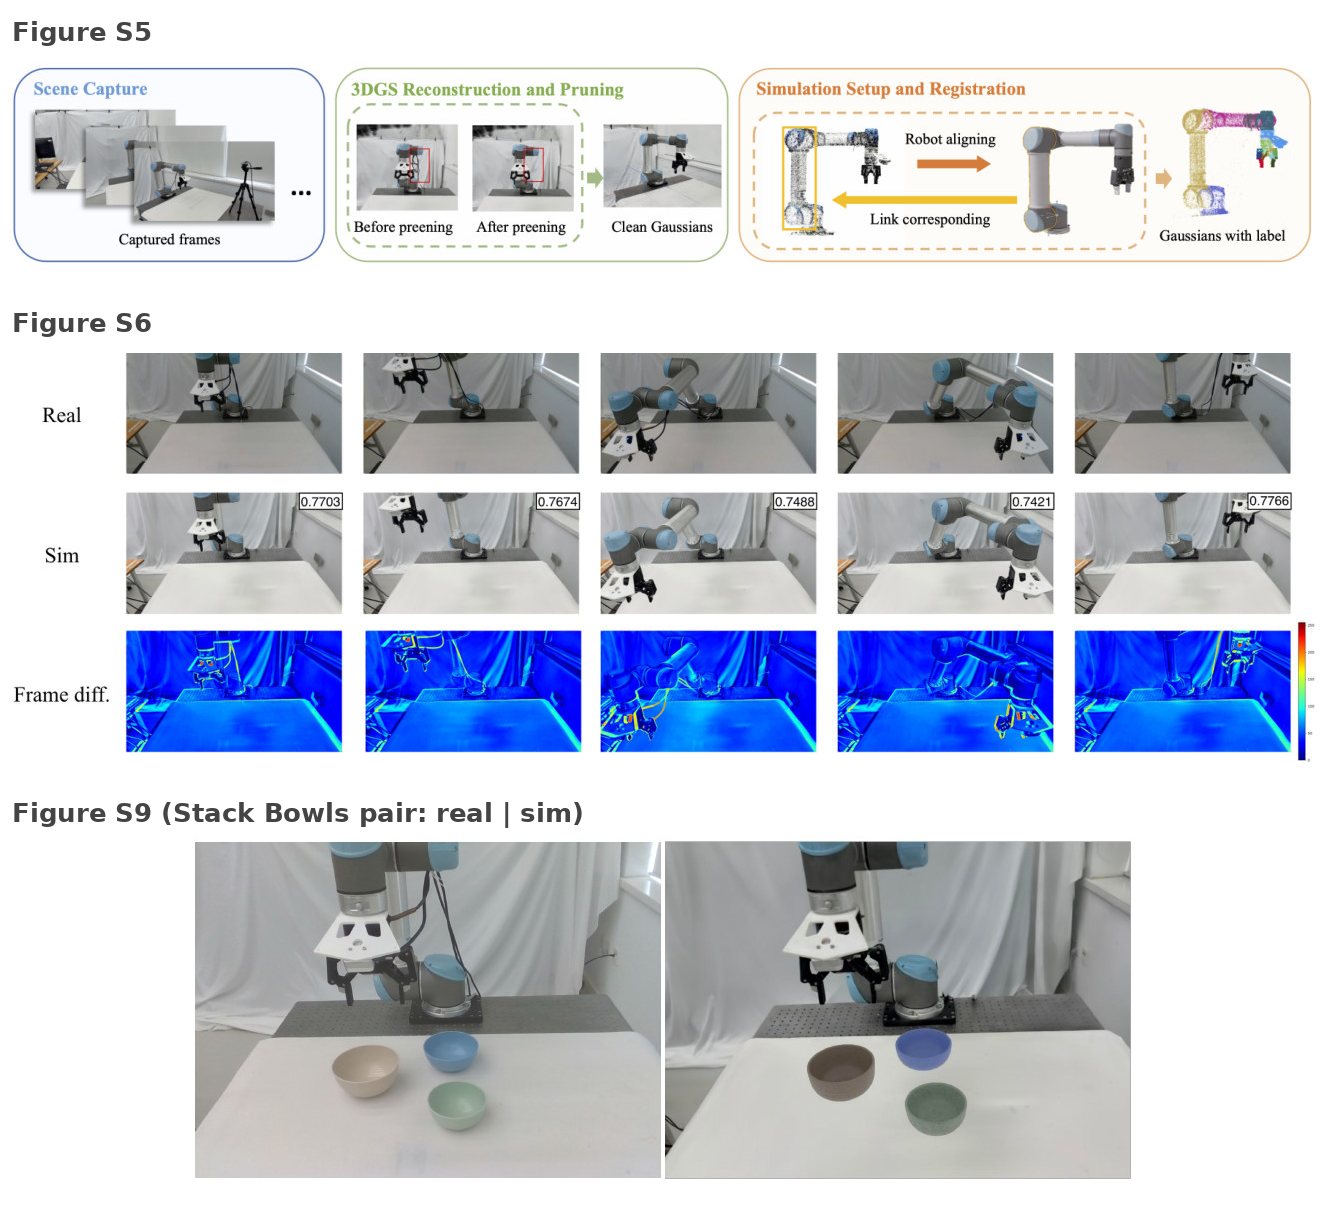 Figure S5
Scene Capture
Captured frames
...
3DGS Reconstruction and Pruning
Before preening
After preening
Clean Gaussians
Simulation Setup and Registration
Robot aligning
Link corresponding
Gaussians with label
Figure S6
Real
Sim
0.7703
0.7674
0.7488
0.7421
0.7766
Frame diff.
Figure S9 (Stack Bowls pair: real | sim)